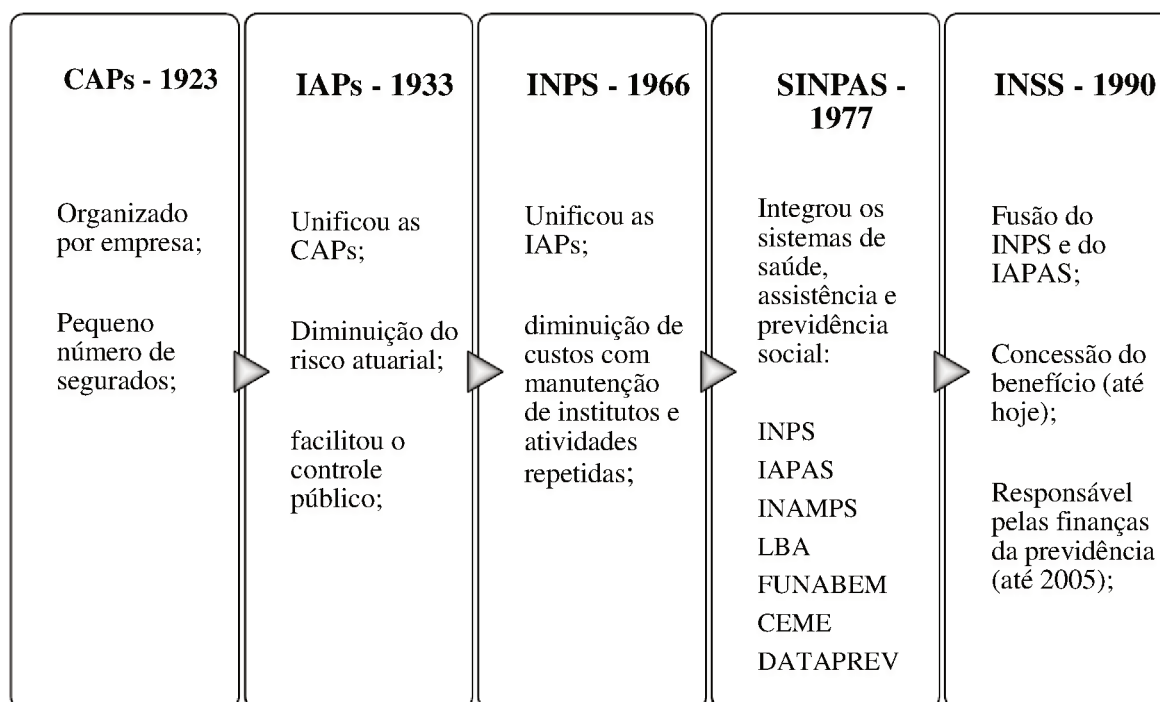 CAPs - 1923
Organizado
por empresa;
Pequeno
número de
segurados;
IAPs - 1933
Unificou as
CAPs;
Diminuição do
risco atuarial;
facilitou o
controle
público;
INPS - 1966
Unificou as
IAPs;
diminuição de
custos com
manutenção
de institutos e
atividades
repetidas;
SINPAS -
1977
Integrou os
sistemas de
saúde,
assistência e
previdência
social:
INPS
IAPAS
INAMPS
LBA
FUNABEM
CEME
DATAPREV
INSS - 1990
Fusão do
INPS e do
IAPAS;
Concessão do
benefício (até
hoje);
Responsável
pelas finanças
da previdência
(até 2005);